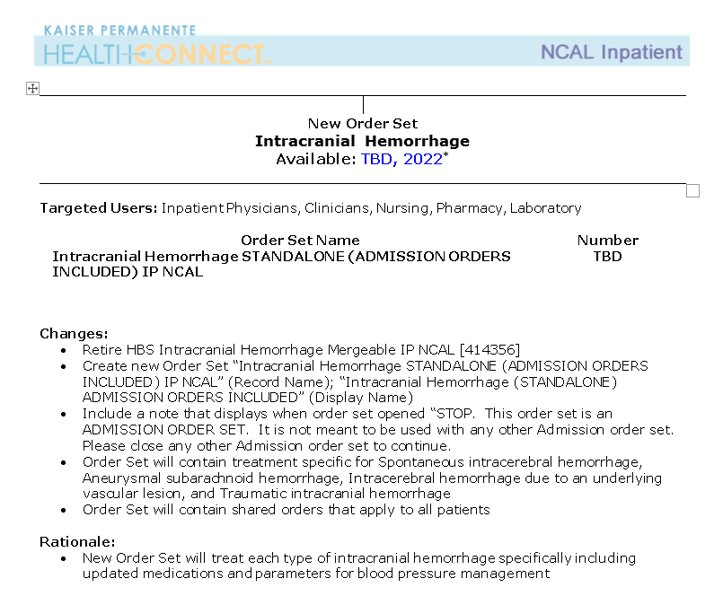 KAISER PERMANENTE
HEALTHCONNECT
NCAL Inpatient
New Order Set
Intracranial Hemorrhage
Available: TBD, 2022*
Targeted Users: Inpatient Physicians, Clinicians, Nursing, Pharmacy, Laboratory
Order Set Name Number
Intracranial Hemorrhage STANDALONE (ADMISSION ORDERS TBD
INCLUDED) IP NCAL
Changes:
• Retire HBS Intracranial Hemorrhage Mergeable IP NCAL [414356]
• Create new Order Set “Intracranial Hemorrhage STANDALONE (ADMISSION ORDERS
INCLUDED) IP NCAL” (Record Name); “Intracranial Hemorrhage (STANDALONE)
ADMISSION ORDERS INCLUDED” (Display Name)
• Include a note that displays when order set opened “STOP. This order set is an
ADMISSION ORDER SET. It is not meant to be used with any other Admission order set.
Please close any other Admission order set to continue.
• Order Set will contain treatment specific for Spontaneous intracerebral hemorrhage,
Aneurysmal subarachnoid hemorrhage, Intracerebral hemorrhage due to an underlying
vascular lesion, and Traumatic intracranial hemorrhage
• Order Set will contain shared orders that apply to all patients
Rationale:
• New Order Set will treat each type of intracranial hemorrhage specifically including
updated medications and parameters for blood pressure management